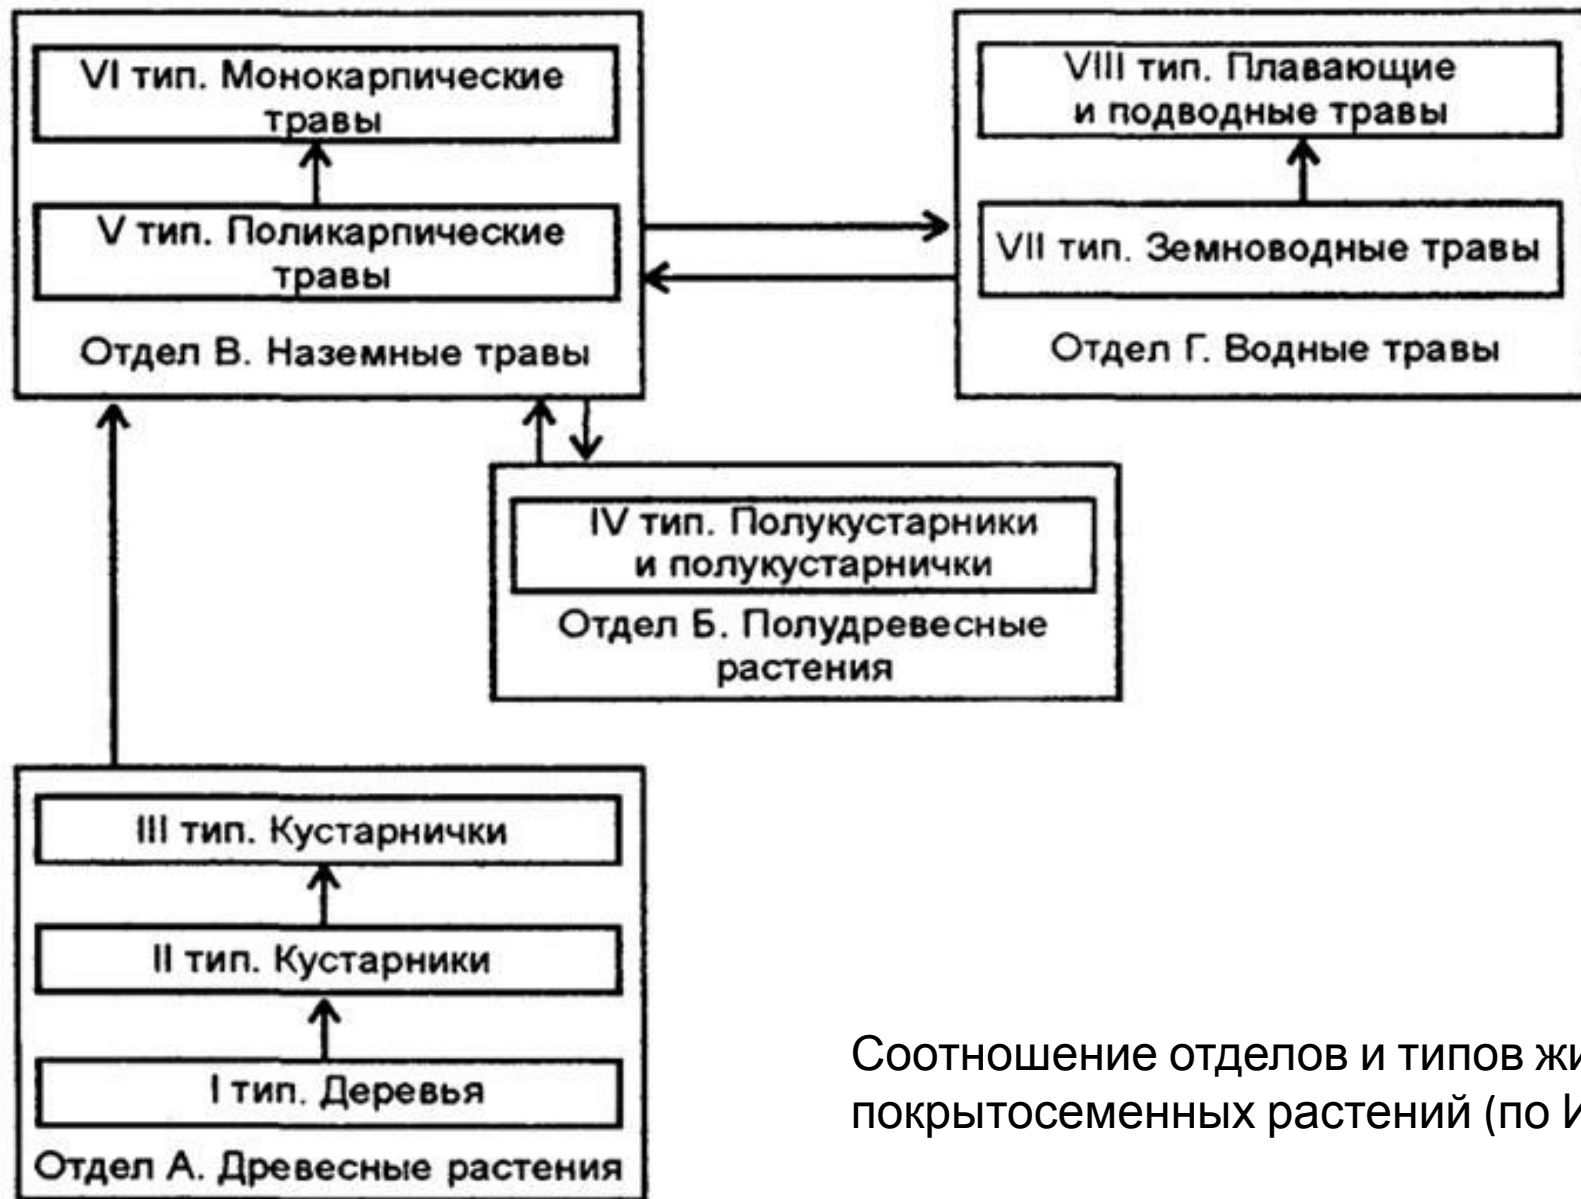 VI тип. Монокарпические
травы
V тип. Поликарпические
травы
Отдел В. Наземные травы
VIII тип. Плавающие
и подводные травы
VII тип. Земноводные травы
Отдел Г. Водные травы
IV тип. Полукустарники
и полукустарнички
Отдел Б. Полудревесные
растения
III тип. Кустарнички
II тип. Кустарники
I тип. Деревья
Отдел А. Древесные растения
Соотношение отделов и типов
покрытосеменных растений (по